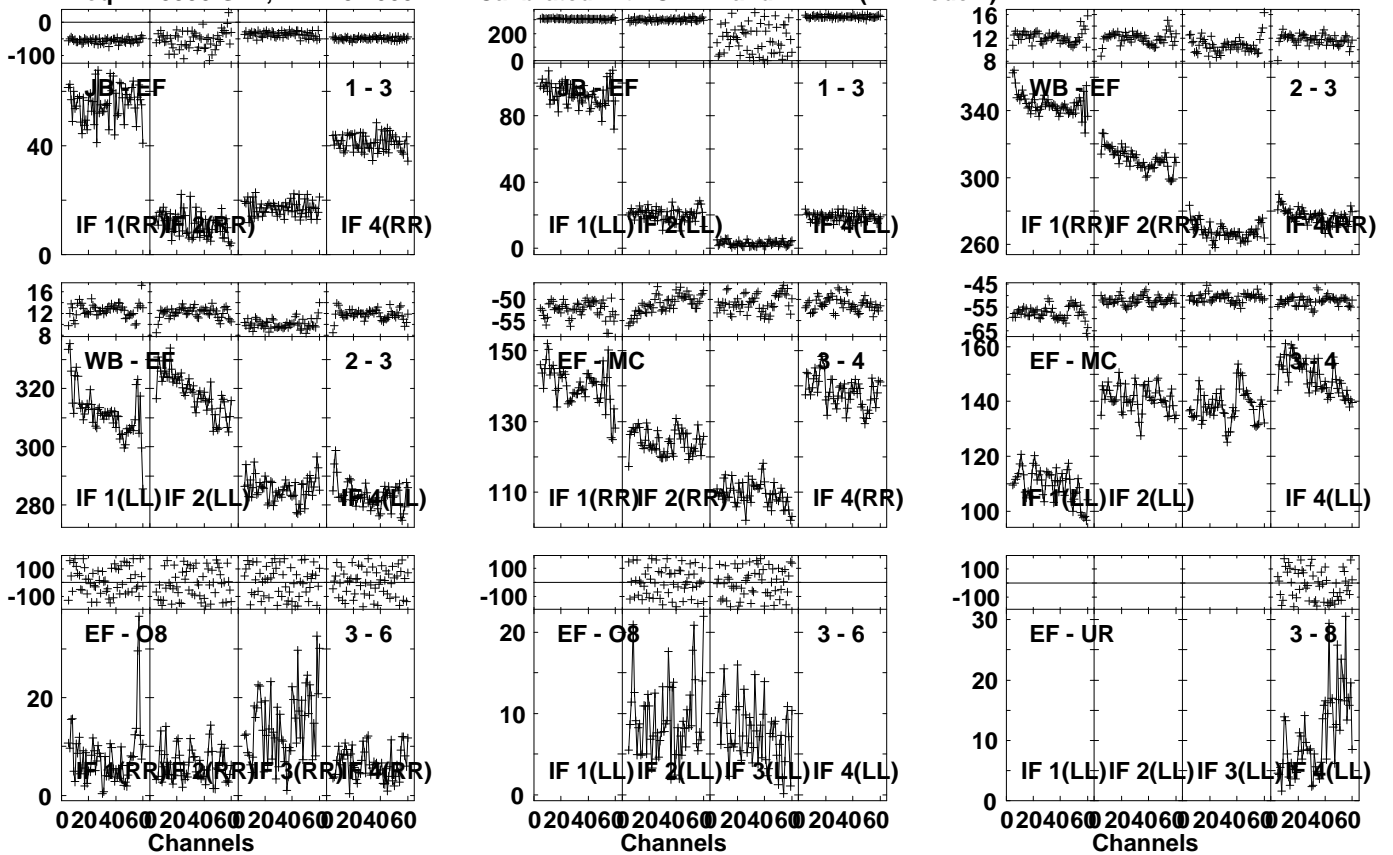 0
-100
JB - EF
1 - 3
40
0
IF 1(RR)
IF 2(RR)
IF 4(RR)
200
0
JB - EF
1 - 3
80
40
0
IF 1(LL)
IF 2(LL)
IF 4(LL)
16
12
8
WB - EF
2 - 3
340
300
260
IF 1(RR)
IF 2(RR)
IF 4(RR)
16
12
8
WB - EF
2 - 3
320
300
280
IF 1(LL)
IF 2(LL)
IF 4(LL)
-50
-55
EF - MC
3 - 4
150
130
110
IF 1(RR)
IF 2(RR)
IF 4(RR)
-45
-55
-65
EF - MC
3 - 4
160
140
120
100
IF 1(LL)
IF 2(LL)
IF 4(LL)
100
-100
EF - O8
3 - 6
20
0
IF 1(RR)
IF 2(RR)
IF 3(RR)
IF 4(RR)
0204060 0204060 0204060 0204060
Channels
100
-100
EF - O8
3 - 6
20
10
0
IF 1(LL)
IF 2(LL)
IF 3(LL)
IF 4(LL)
0204060 0204060 0204060 0204060
Channels
100
-100
EF - UR
3 - 8
30
20
10
0
IF 1(LL)
IF 2(LL)
IF 3(LL)
IF 4(LL)
0204060 0204060 0204060 0204060
Channels